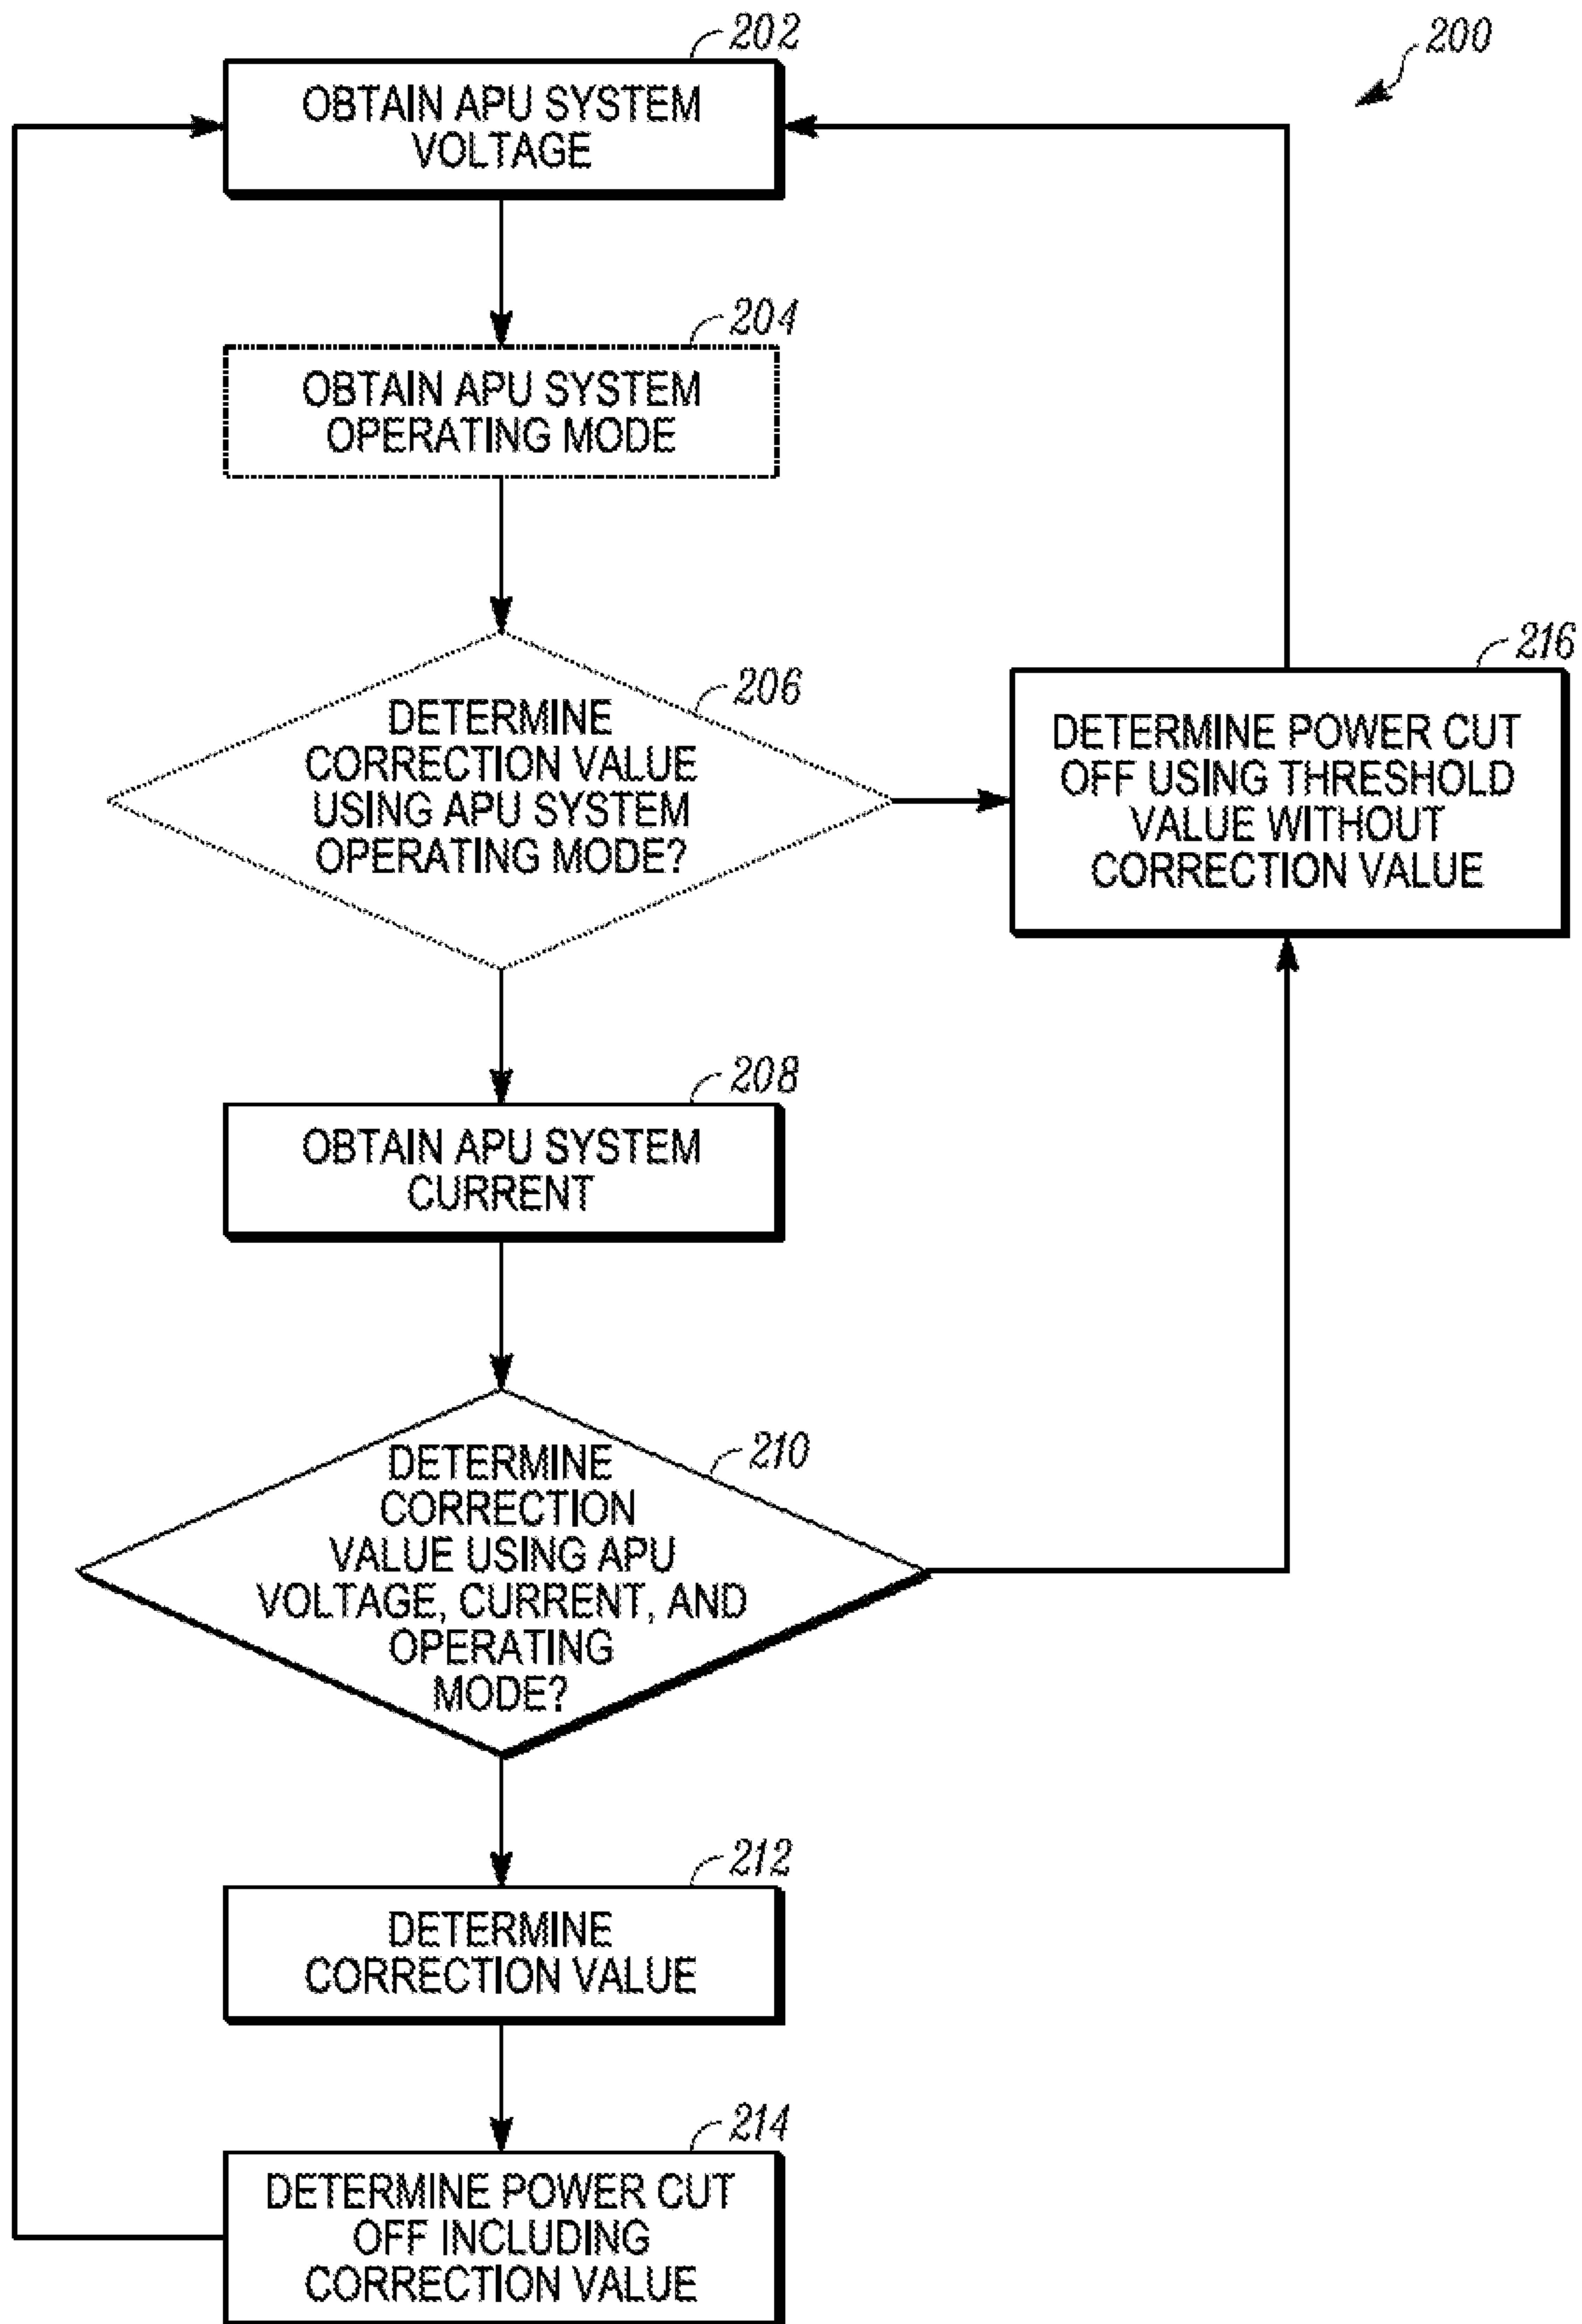 202
200
OBTAIN APU SYSTEM
VOLTAGE
204
OBTAIN APU SYSTEM
OPERATING MODE
206
DETERMINE
CORRECTION VALUE
USING APU SYSTEM
OPERATING MODE?
216
DETERMINE POWER CUT
OFF USING THRESHOLD
VALUE WITHOUT
CORRECTION VALUE
208
OBTAIN APU SYSTEM
CURRENT
210
DETERMINE
CORRECTION
VALUE USING APU
VOLTAGE, CURRENT, AND
OPERATING
MODE?
212
DETERMINE
CORRECTION VALUE
214
DETERMINE POWER CUT
OFF INCLUDING
CORRECTION VALUE